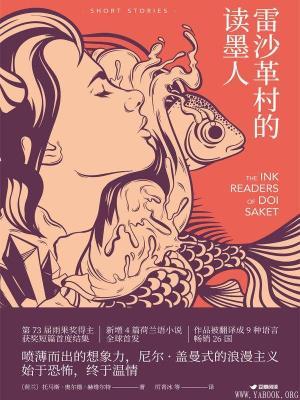 SHORT STORIES
雷沙革村的
读墨人
THE INK
READERS
OF DOI
SAKET
第73届雨果奖得主
获奖短篇首度结集
新增4篇荷兰语小说
全球首发
作品被翻译成9种语言
畅销26国
喷薄而出的想象力，尼尔·盖曼式的浪漫主义
始于恐怖，终于温情
（荷兰）托马斯·奥尔德·赫维尔特 著
等 译
豆瓣阅读
WWW.YABOOK.ORG